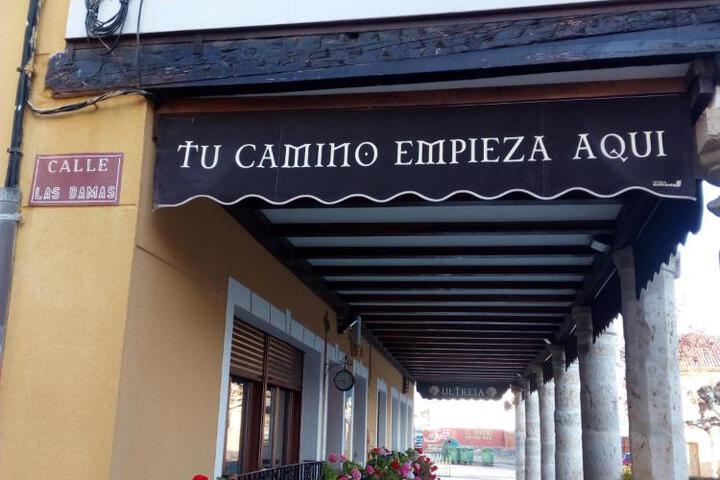 TU CAMINO EMPIEZA AQUI
CALLE
LAS DAMAS
ULTREIA